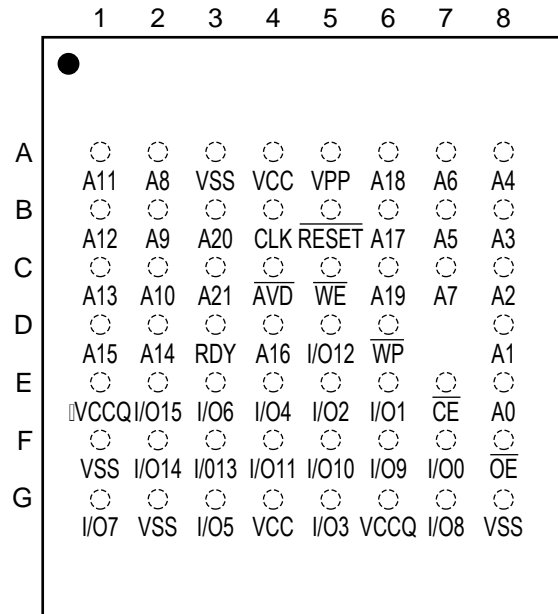 1 2 3 4 5 6 7 8
A
A11 A8 VSS VCC VPP A18 A6 A4
B
A12 A9 A20 CLK RESET A17 A5 A3
C
A13 A10 A21 AVD WE A19 A7 A2
D
A15 A14 RDY A16 I/O12 WP A1
E
VCCQ I/O15 I/O6 I/O4 I/O2 I/O1 CE A0
F
VSS I/O14 I/013 I/O11 I/O10 I/O9 I/O0 OE
G
I/O7 VSS I/O5 VCC I/O3 VCCQ I/O8 VSS